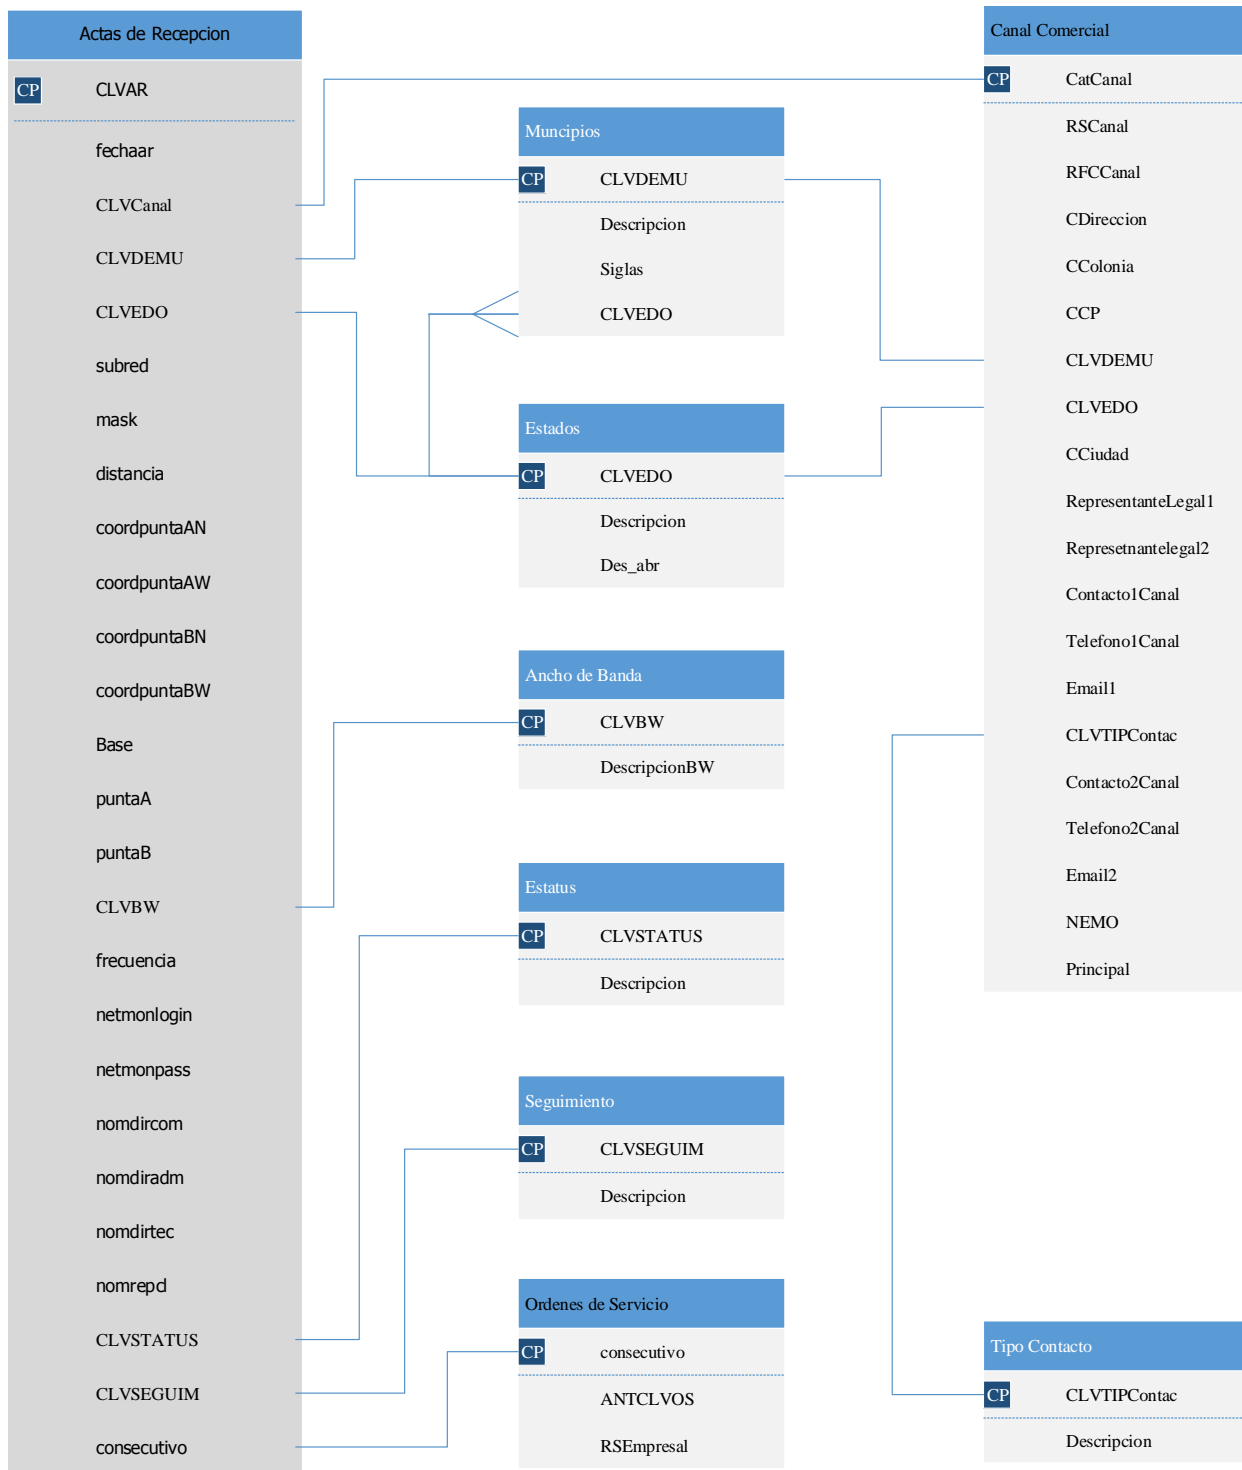 Actas de Recepcion
CP CLVAR
fechaar
CLVCanal
CLVDEMU
CLVEDO
subred
mask
distancia
coordpuntaAN
coordpuntaAW
coordpuntaBN
coordpuntaBW
Base
puntaA
puntaB
CLVBW
frecuencia
netmonlogin
netmonpass
nomdircom
nomdiradm
nomdirtec
nomrepcl
CLVSTATUS
CLVSEGUIM
consecutivo
Muncipios
CP CLVDEMU
Descripcion
Siglas
CLVEDO
Estados
CP CLVEDO
Descripcion
Des_abr
Ancho de Banda
CP CLVBW
DescripcionBW
Estatus
CP CLVSTATUS
Descripcion
Seguimiento
CP CLVSEGUIM
Descripcion
Ordenes de Servicio
CP consecutivo
ANTCLVOS
RSEmpresal
Canal Comercial
CP CatCanal
RSCanal
RFCCanal
CDireccion
CColonia
CCP
CLVDEMU
CLVEDO
CCiudad
RepresentanteLegal1
Represetnantelegal2
Contacto1Canal
Telefono1Canal
Email1
CLVTIPContac
Contacto2Canal
Telefono2Canal
Email2
NEMO
Principal
Tipo Contacto
CP CLVTIPContac
Descripcion